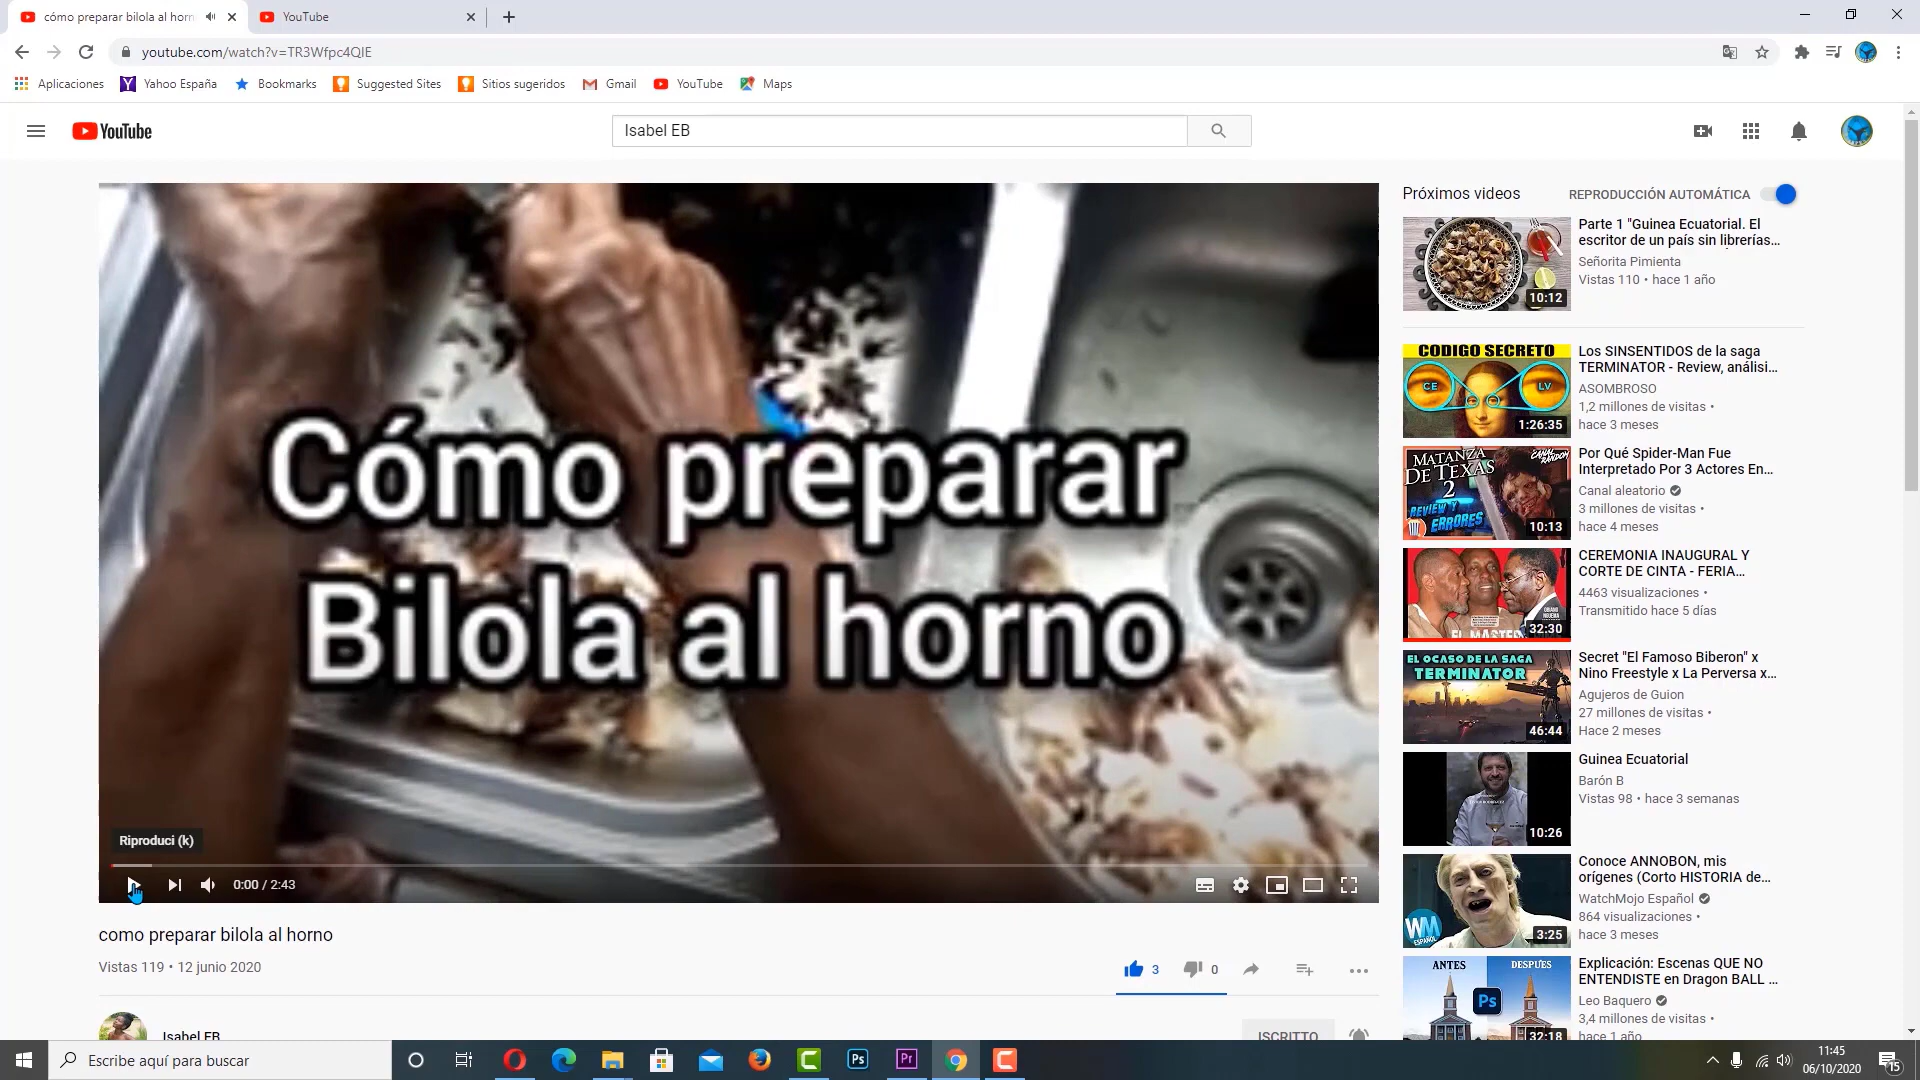 cómo preparar bilola al horn
YouTube
youtube.com/watch?v=TR3Wfpc4QIE
Aplicaciones
Yahoo España
Bookmarks
Suggested Sites
Sitios sugeridos
Gmail
YouTube
Maps
YouTube
Isabel EB
Cómo preparar
Bilola al horno
Riproduci (k)
0:00 / 2:43
como preparar bilola al horno
Vistas 119 • 12 junio 2020
3
0
Isabel EB
ISCRITTO
Próximos videos
REPRODUCCIÓN AUTOMÁTICA
10:12
Parte 1 "Guinea Ecuatorial. El
escritor de un país sin librerías...
Señorita Pimienta
Vistas 110 • hace 1 año
CODIGO SECRETO
CE
LV
1:26:35
Los SINSENTIDOS de la saga
TERMINATOR - Review, análisi...
ASOMBROSO
1,2 millones de visitas •
hace 3 meses
MATANZA
DE TEXAS
2
CANAL RANDOM
REVIEW Y
ERRORES
10:13
Por Qué Spider-Man Fue
Interpretado Por 3 Actores En...
Canal aleatorio
3 millones de visitas •
hace 4 meses
EL MASTER
32:30
CEREMONIA INAUGURAL Y
CORTE DE CINTA - FERIA...
4463 visualizaciones •
Transmitido hace 5 días
EL OCASO DE LA SAGA
TERMINATOR
46:44
Secret "El Famoso Biberon" x
Nino Freestyle x La Perversa x...
Agujeros de Guion
27 millones de visitas •
Hace 2 meses
10:26
Guinea Ecuatorial
Barón B
Vistas 98 • hace 3 semanas
WM
ESPAÑOL
3:25
Conoce ANNOBON, mis
orígenes (Corto HISTORIA de...
WatchMojo Español
864 visualizaciones •
hace 3 meses
ANTES
DESPUÉS
Ps
32:18
Explicación: Escenas QUE NO
ENTENDISTE en Dragon BALL ...
Leo Baquero
3,4 millones de visitas •
hace 1 año
Escribe aquí para buscar
Ps
Pr
11:45
06/10/2020
15